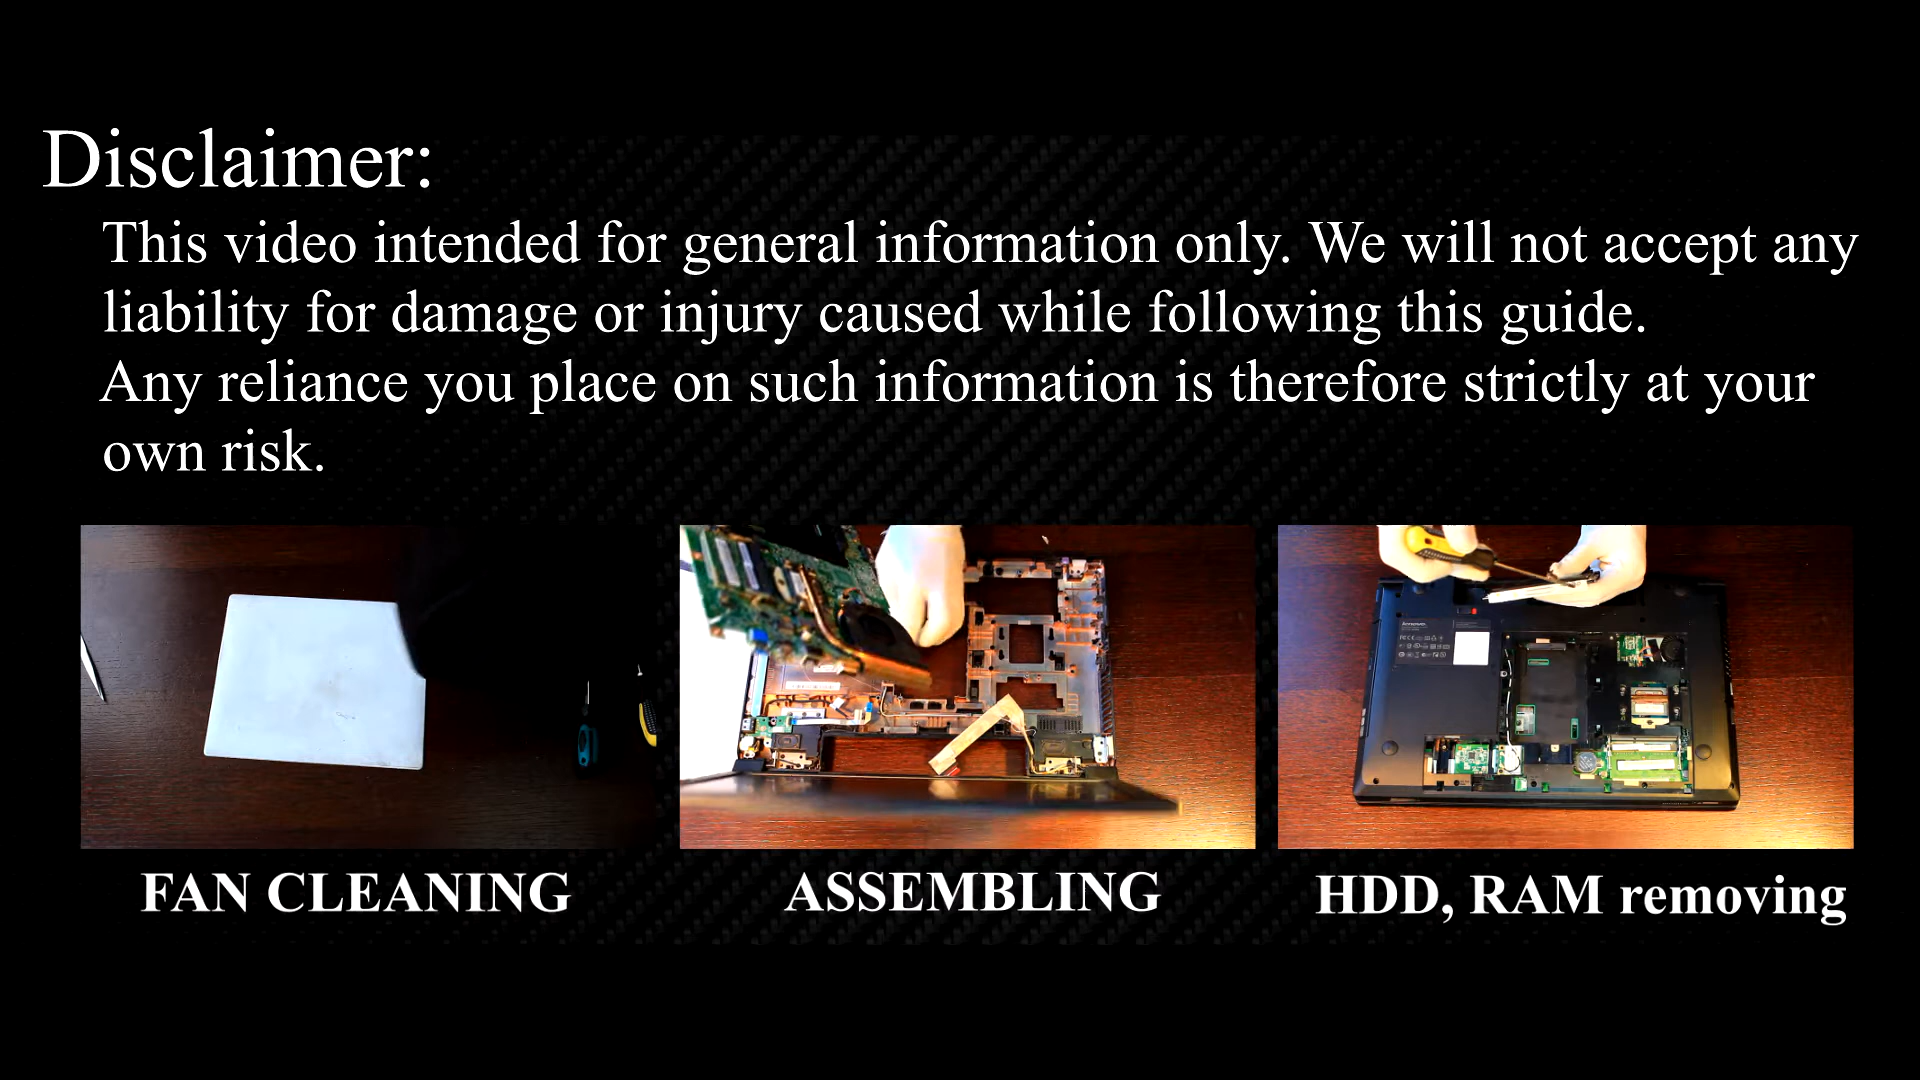 Disclaimer:
This video intended for general information only. We will not accept any
liability for damage or injury caused while following this guide.
Any reliance you place on such information is therefore strictly at your
own risk.
FAN CLEANING
ASSEMBLING
HDD, RAM removing